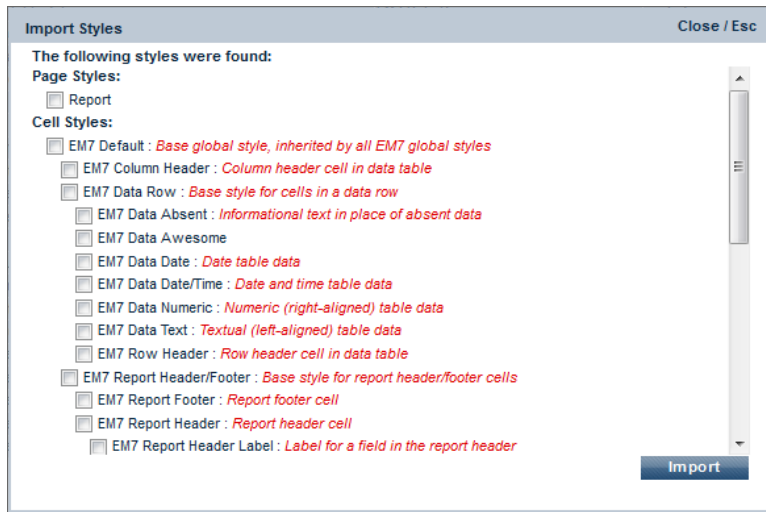 Import Styles
Close / Esc
The following styles were found:
Page Styles:
Report
Cell Styles:
EM7 Default : Base global style, inherited by all EM7 global styles
EM7 Column Header : Column header cell in data table
EM7 Data Row : Base style for cells in a data row
EM7 Data Absent : Informational text in place of absent data
EM7 Data Awesome
EM7 Data Date : Date table data
EM7 Data Date/Time : Date and time table data
EM7 Data Numeric : Numeric (right-aligned) table data
EM7 Data Text : Textual (left-aligned) table data
EM7 Row Header : Row header cell in data table
EM7 Report Header/Footer : Base style for report header/footer cells
EM7 Report Footer : Report footer cell
EM7 Report Header : Report header cell
EM7 Report Header Label : Label for a field in the report header
Import